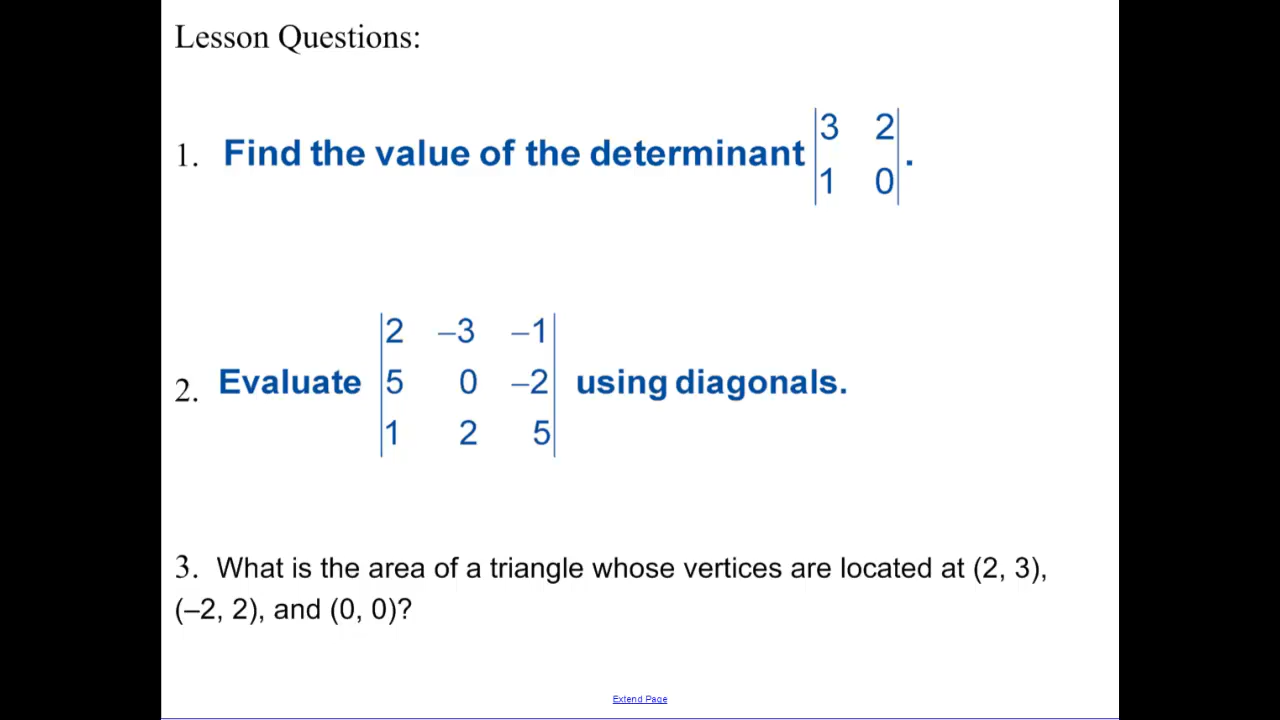 Lesson Questions:
1. Find the value of the determinant |3 2|
|1 0| .
2. Evaluate |2 –3 –1|
|5 0 –2| using diagonals.
|1 2 5|
3. What is the area of a triangle whose vertices are located at (2, 3),
(–2, 2), and (0, 0)?
Extend Page